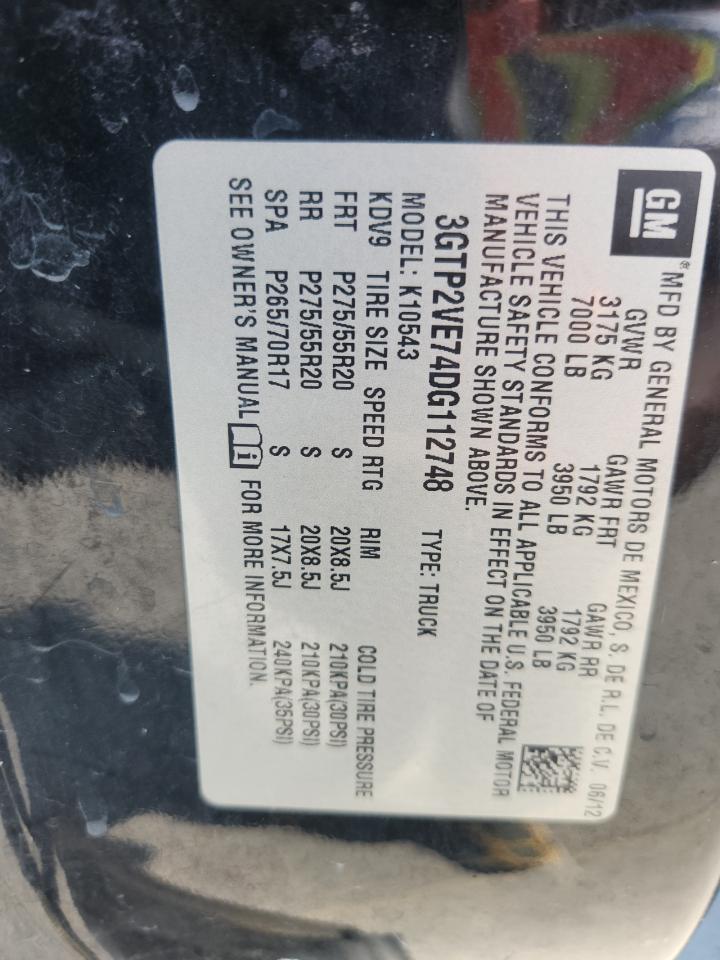 GM
® MFD BY GENERAL MOTORS DE MEXICO, S. DE R.L. DE C.V. 06/12
GVWR GAWR FRT GAWR RR
3175 KG 1792 KG 1792 KG
7000 LB 3950 LB 3950 LB
THIS VEHICLE CONFORMS TO ALL APPLICABLE U.S. FEDERAL MOTOR
VEHICLE SAFETY STANDARDS IN EFFECT ON THE DATE OF
MANUFACTURE SHOWN ABOVE.
3GTP2VE74DG112748 TYPE: TRUCK
MODEL: K10543
KDV9 TIRE SIZE SPEED RTG RIM COLD TIRE PRESSURE
FRT P275/55R20 S 20X8.5J 210KPA(30PSI)
RR P275/55R20 S 20X8.5J 210KPA(30PSI)
SPA P265/70R17 S 17X7.5J 240KPA(35PSI)
SEE OWNER'S MANUAL FOR MORE INFORMATION.